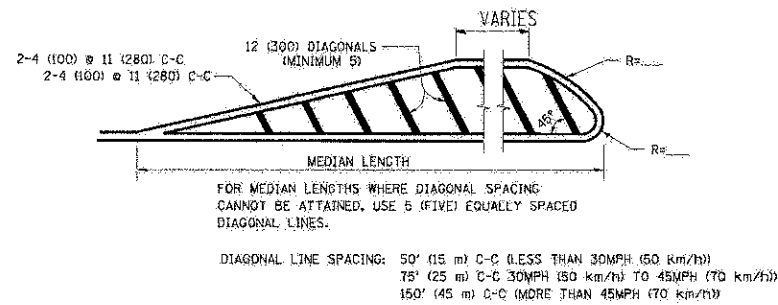 VARIES
2-4 (100) @ 11 (280) C-C
2-4 (100) @ 11 (280) C-C
12 (300) DIAGONALS
(MINIMUM 5)
R=___
45°
R=___
MEDIAN LENGTH
FOR MEDIAN LENGTHS WHERE DIAGONAL SPACING
CANNOT BE ATTAINED, USE 5 (FIVE) EQUALLY SPACED
DIAGONAL LINES.
DIAGONAL LINE SPACING: 50' (15 m) C-C (LESS THAN 30MPH (50 km/h))
75' (25 m) C-C 30MPH (50 km/h) TO 45MPH (70 km/h))
150' (45 m) C-C (MORE THAN 45MPH (70 km/h))